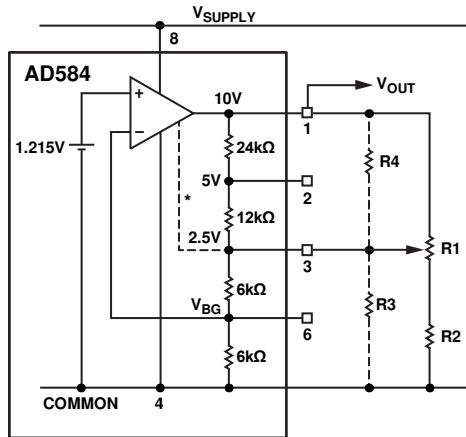 VSUPPLY
8
AD584
10V
VOUT
1
24kΩ
R4
1.215V
5V
2
*
12kΩ
2.5V
3
R1
6kΩ
R3
VBG
6
R2
6kΩ
COMMON
4
+
−